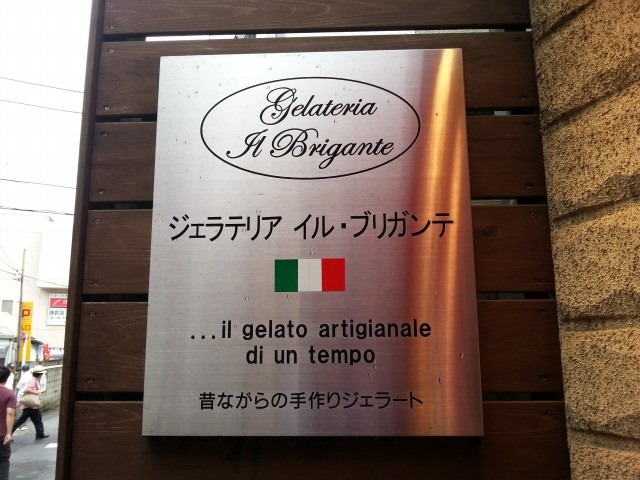 Gelateria
Il Brigante
ジェラテリア イル・ブリガンテ
...il gelato artigianale
di un tempo
昔ながらの手作りジェラート